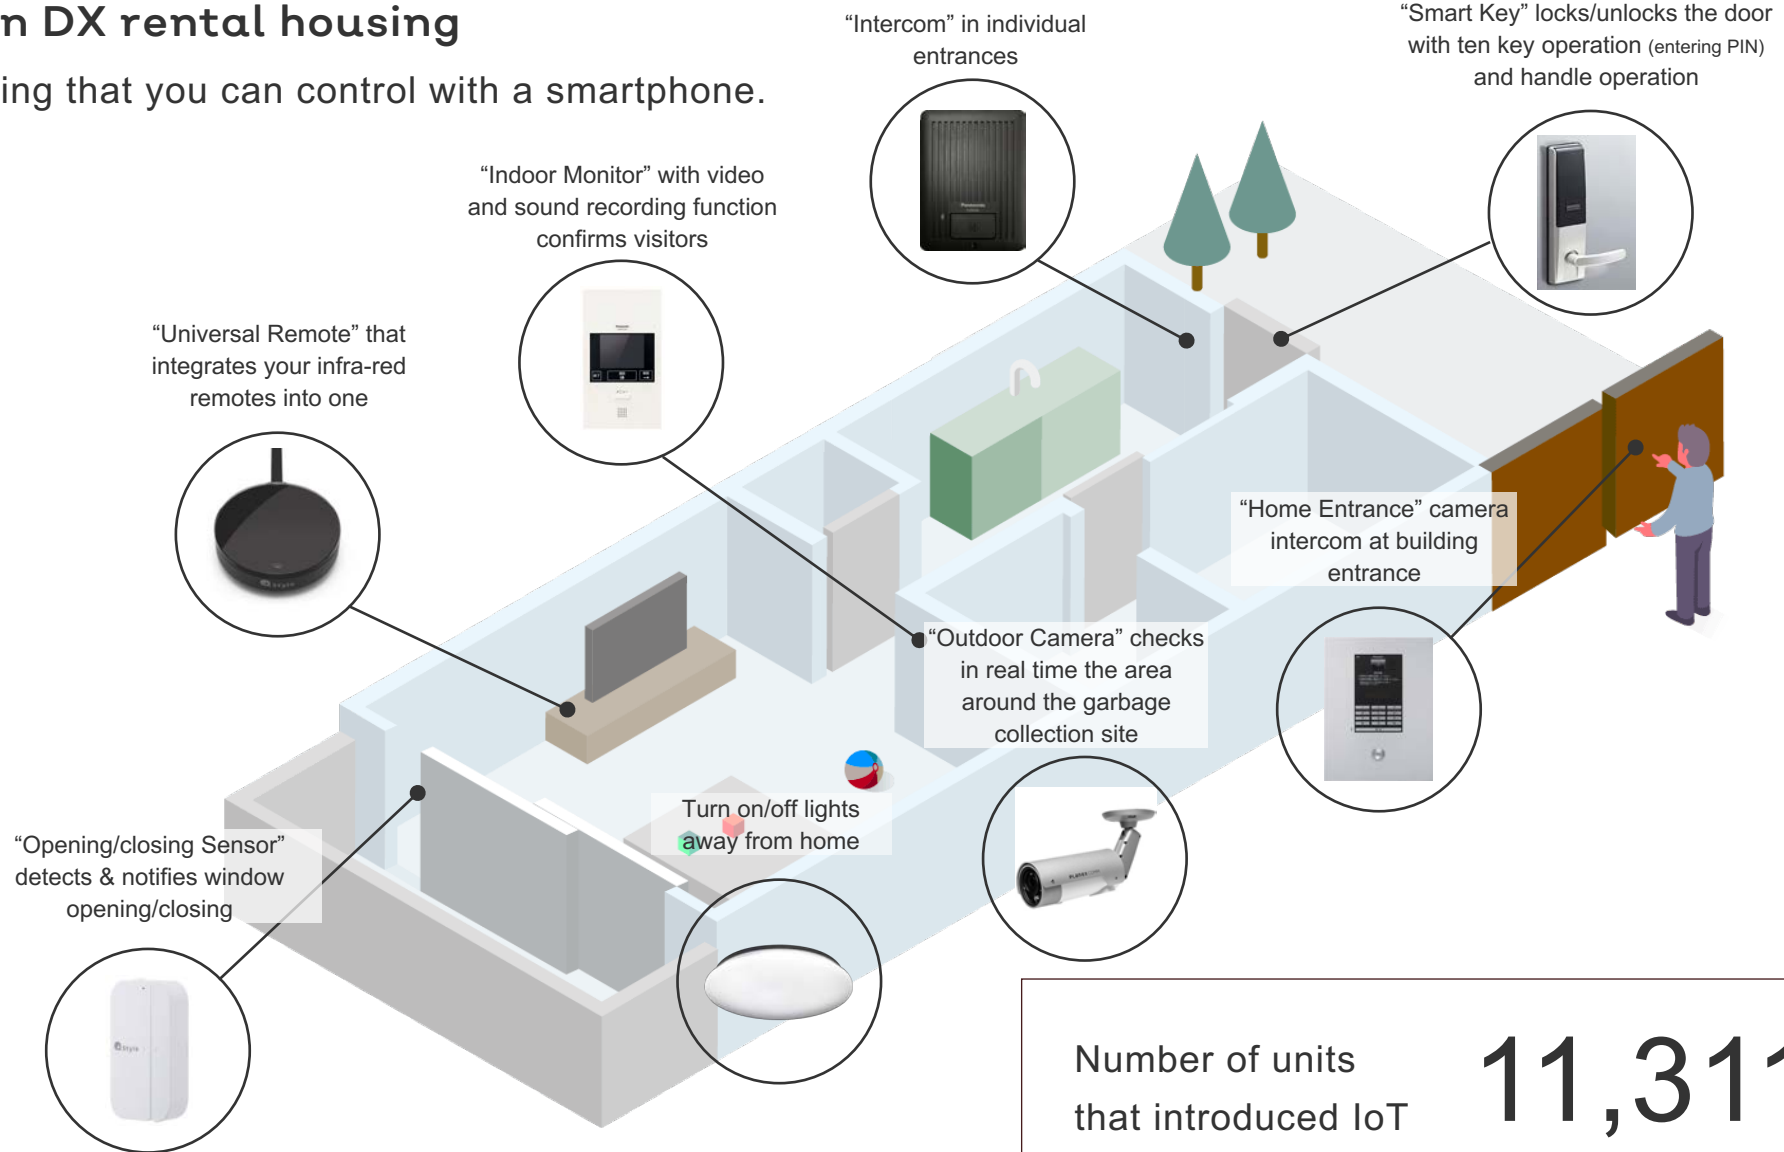 n DX rental housing
ing that you can control with a smartphone.
“Intercom” in individual
entrances
“Smart Key” locks/unlocks the door
with ten key operation (entering PIN)
and handle operation
“Indoor Monitor” with video
and sound recording function
confirms visitors
“Universal Remote” that
integrates your infra-red
remotes into one
“Home Entrance” camera
intercom at building
entrance
“Outdoor Camera” checks
in real time the area
around the garbage
collection site
Turn on/off lights
away from home
“Opening/closing Sensor”
detects & notifies window
opening/closing
Panasonic
Style
Style
Number of units
that introduced IoT
11,311